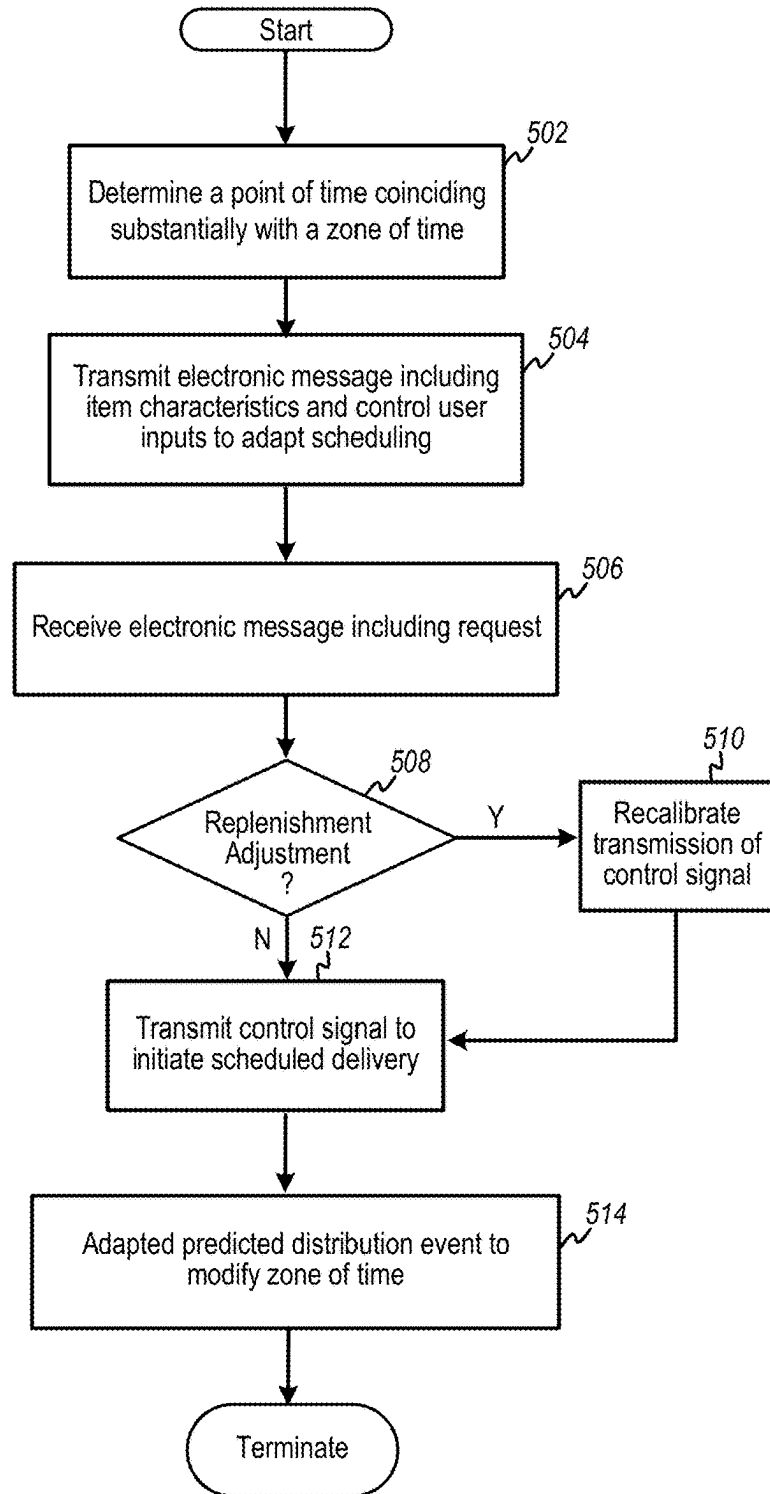 Start
502
Determine a point of time coinciding
substantially with a zone of time
504
Transmit electronic message including
item characteristics and control user
inputs to adapt scheduling
506
Receive electronic message including request
508
Replenishment
Adjustment
?
Y
510
Recalibrate
transmission of
control signal
N
512
Transmit control signal to
initiate scheduled delivery
514
Adapted predicted distribution event to
modify zone of time
Terminate